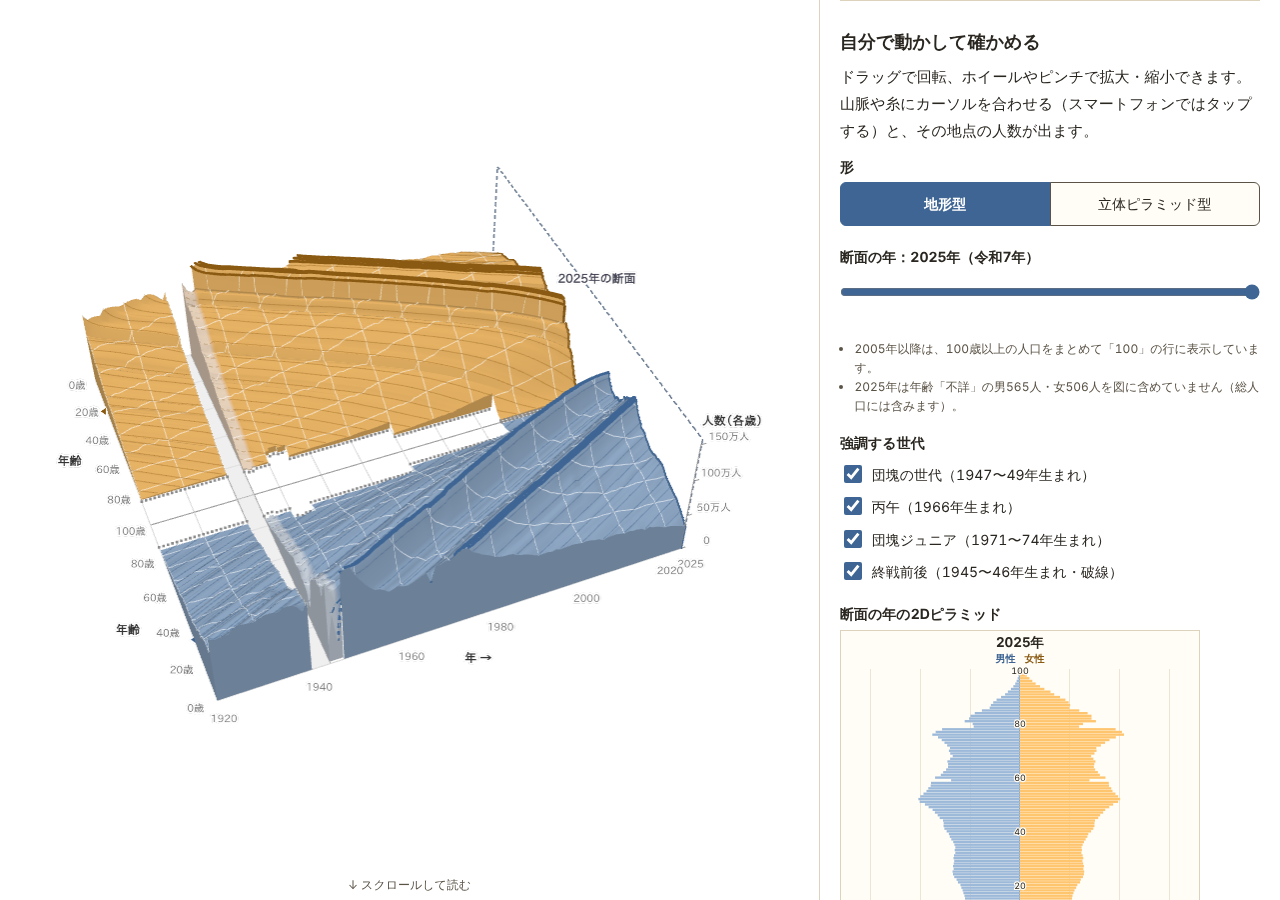 2025年の断面
0歳
20歳
40歳
年齢
60歳
80歳
100歳
80歳
60歳
年齢
40歳
20歳
0歳
1920
1940
1960
年 →
1980
2000
2020
2025
人数（各歳）
150万人
100万人
50万人
0
↓ スクロールして読む
自分で動かして確かめる
ドラッグで回転、ホイールやピンチで拡大・縮小できます。
山脈や糸にカーソルを合わせる（スマートフォンではタップ
する）と、その地点の人数が出ます。
形
地形型
立体ピラミッド型
断面の年：2025年（令和7年）
2005年以降は、100歳以上の人口をまとめて「100」の行に表示していま
す。
2025年は年齢「不詳」の男565人・女506人を図に含めていません（総人
口には含みます）。
強調する世代
団塊の世代（1947〜49年生まれ）
丙午（1966年生まれ）
団塊ジュニア（1971〜74年生まれ）
終戦前後（1945〜46年生まれ・破線）
断面の年の2Dピラミッド
2025年
男性 女性
100
80
60
40
20